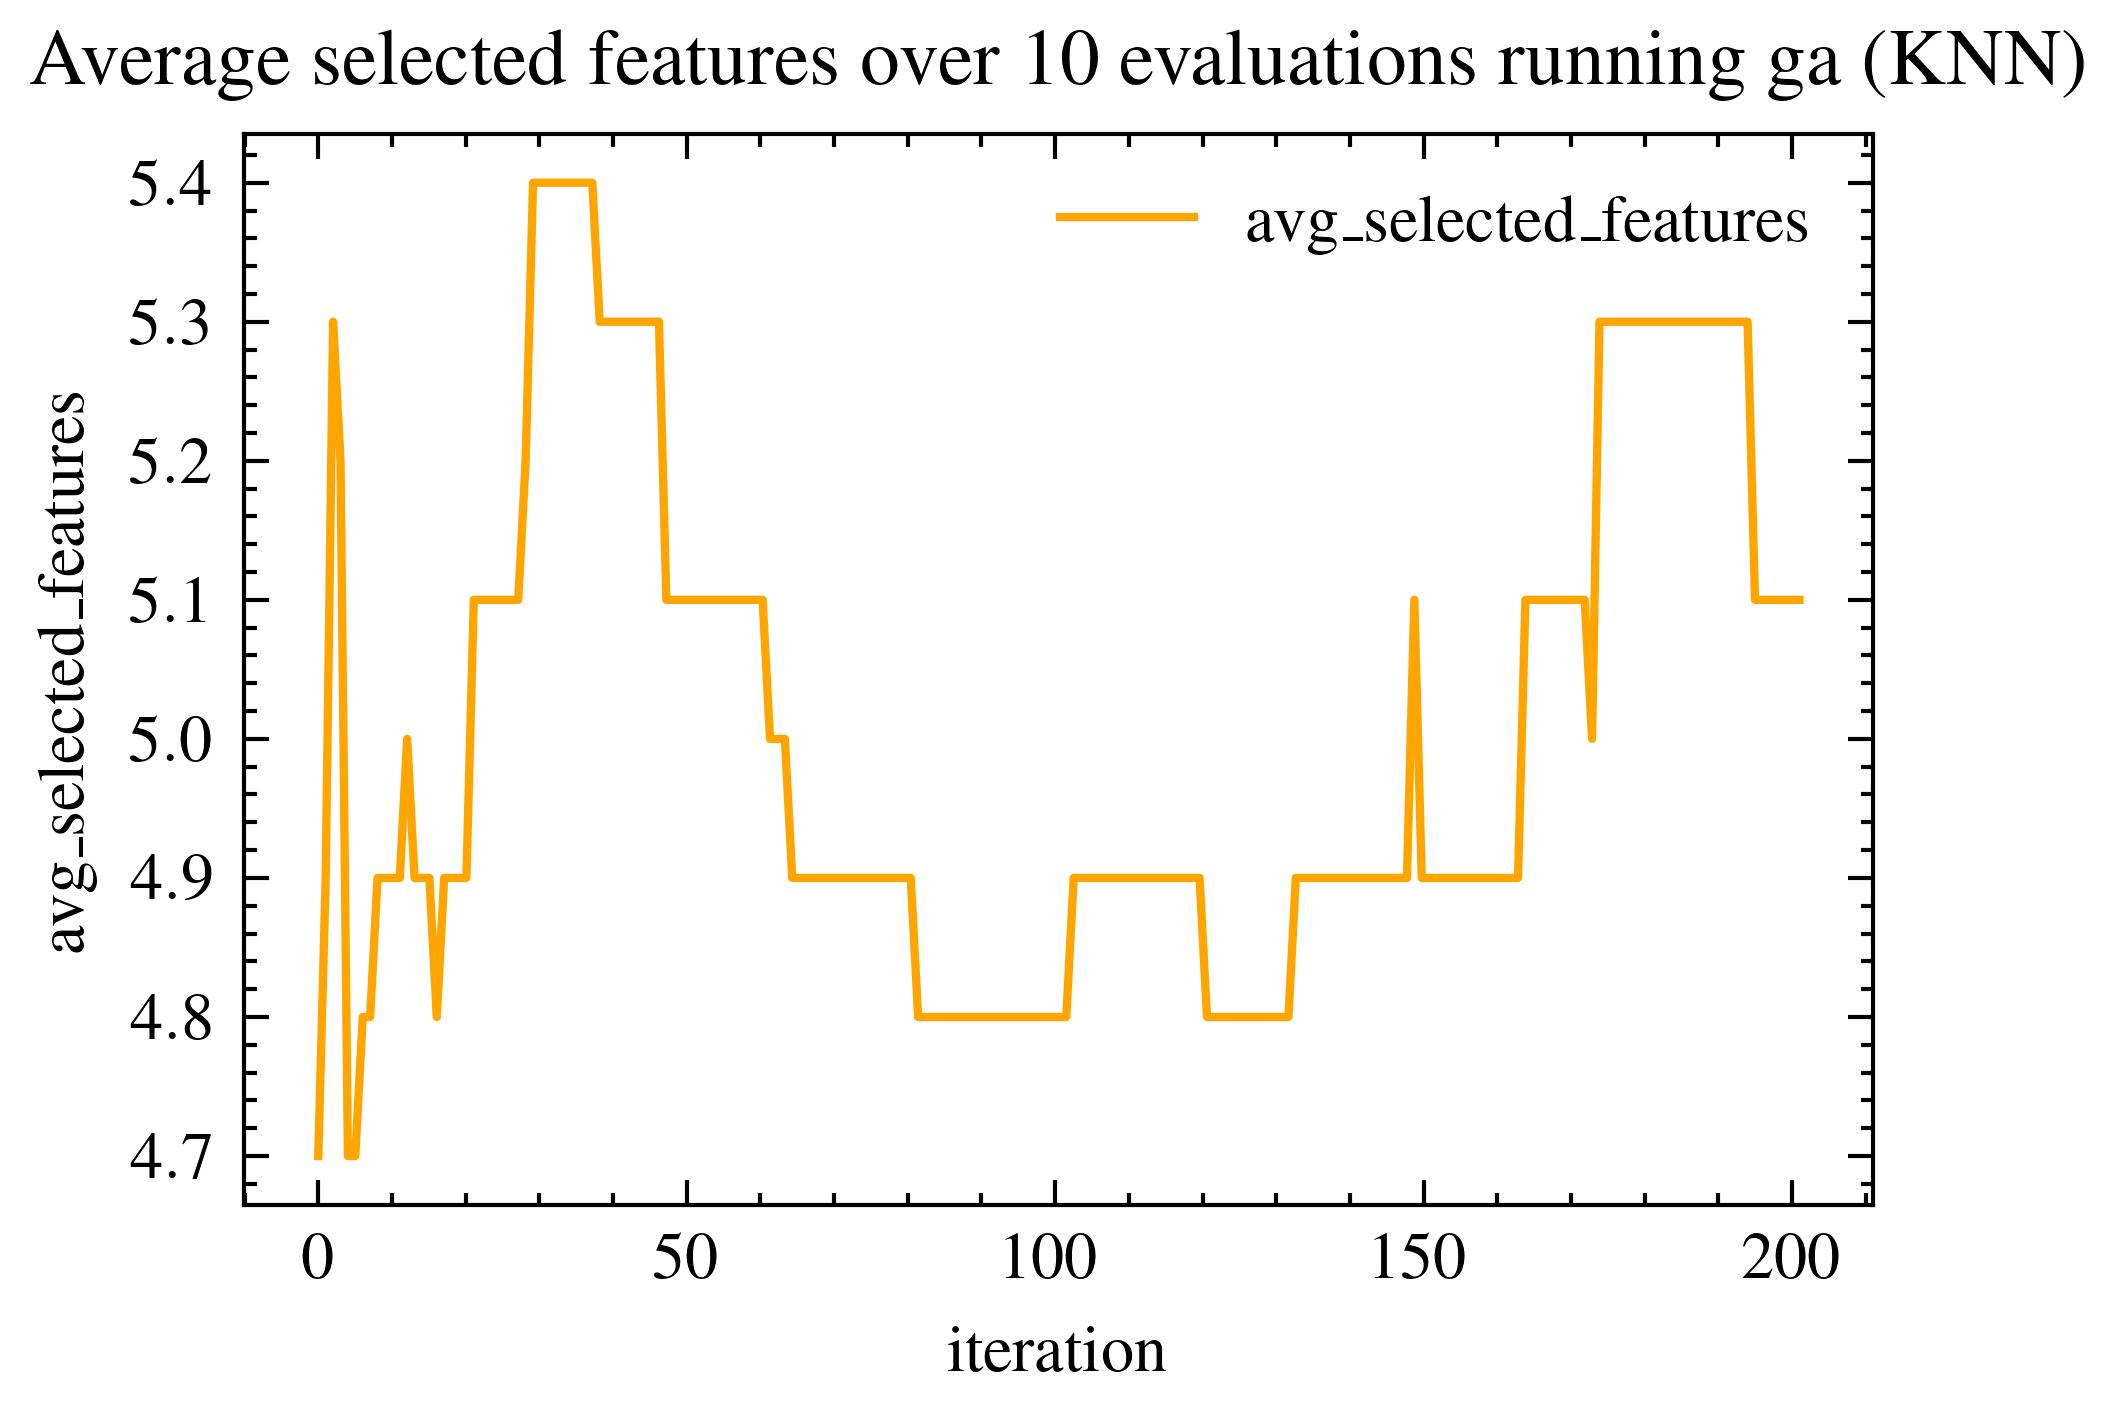 Average selected features over 10 evaluations running ga (KNN)
avg_selected_features
5.4
5.3
5.2
5.1
5.0
4.9
4.8
4.7
avg_selected_features
0 50 100 150 200
iteration